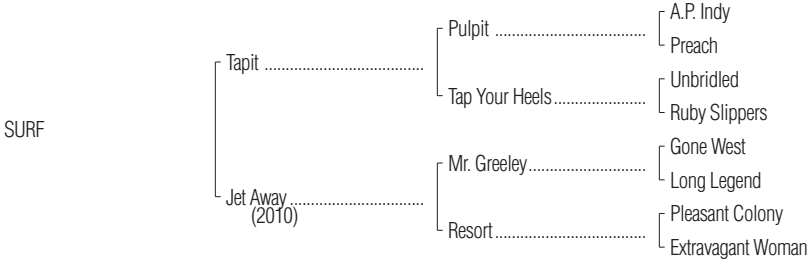 A.P. Indy
Pulpit ....................................
Preach
Tapit ......................................
Unbridled
Tap Your Heels......................
Ruby Slippers
SURF
Gone West
Mr. Greeley............................
Long Legend
Jet Away ................................
(2010)
Pleasant Colony
Resort....................................
Extravagant Woman